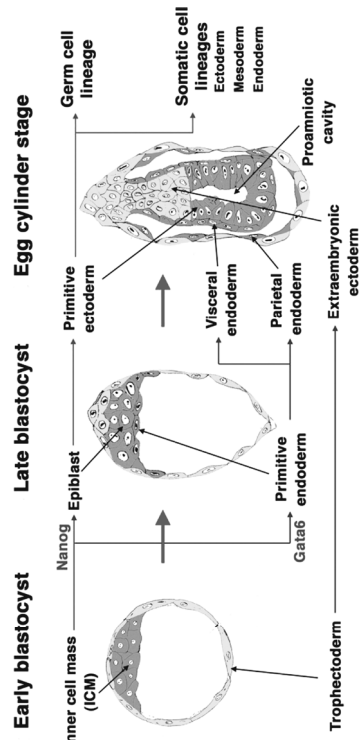 Early blastocyst
Late blastocyst
Egg cylinder stage
nner cell mass
(ICM)
Nanog
Epiblast
Primitive
ectoderm
Germ cell
lineage
Somatic cell
lineages
Ectoderm
Mesoderm
Endoderm
Gata6
Primitive
endoderm
Visceral
endoderm
Parietal
endoderm
Proamniotic
cavity
Trophectoderm
Extraembryonic
ectoderm